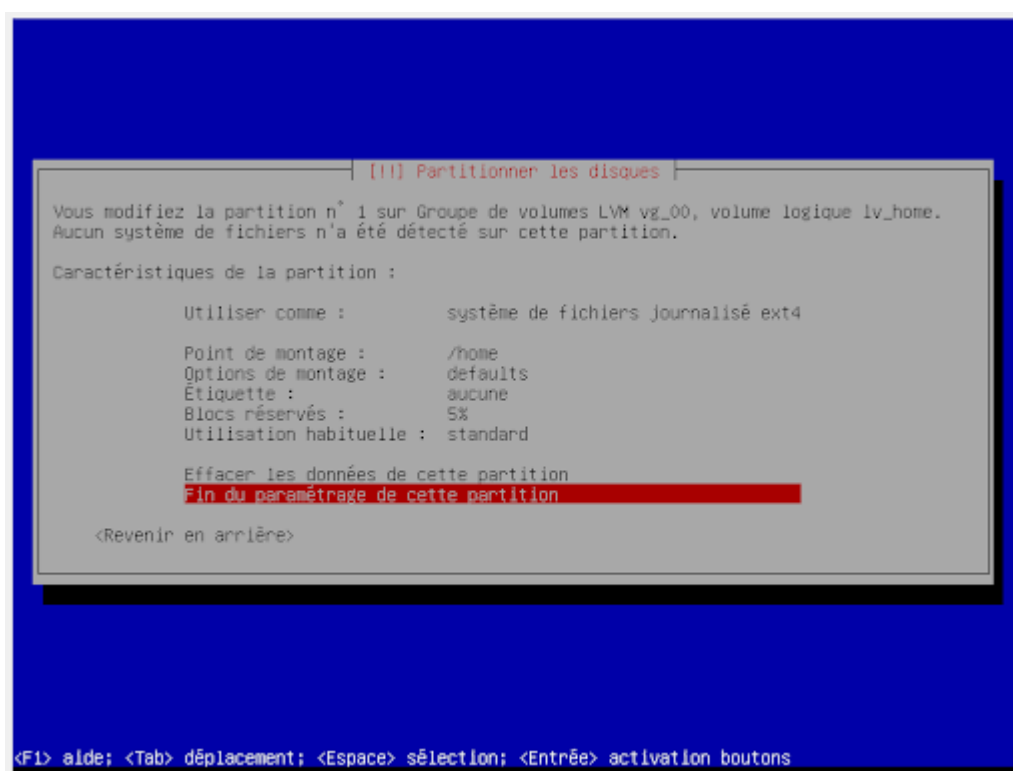 [!!] Partitionner les disques
Vous modifiez la partition n° 1 sur Groupe de volumes LVM vg_00, volume logique lv_home.
Aucun système de fichiers n'a été détecté sur cette partition.
Caractéristiques de la partition :
Utiliser comme : système de fichiers journalisé ext4
Point de montage : /home
Options de montage : defaults
Étiquette : aucune
Blocs réservés : 5%
Utilisation habituelle : standard
Effacer les données de cette partition
Fin du paramétrage de cette partition
<Revenir en arrière>
<F1> aide; <Tab> déplacement; <Espace> sélection; <Entrée> activation boutons